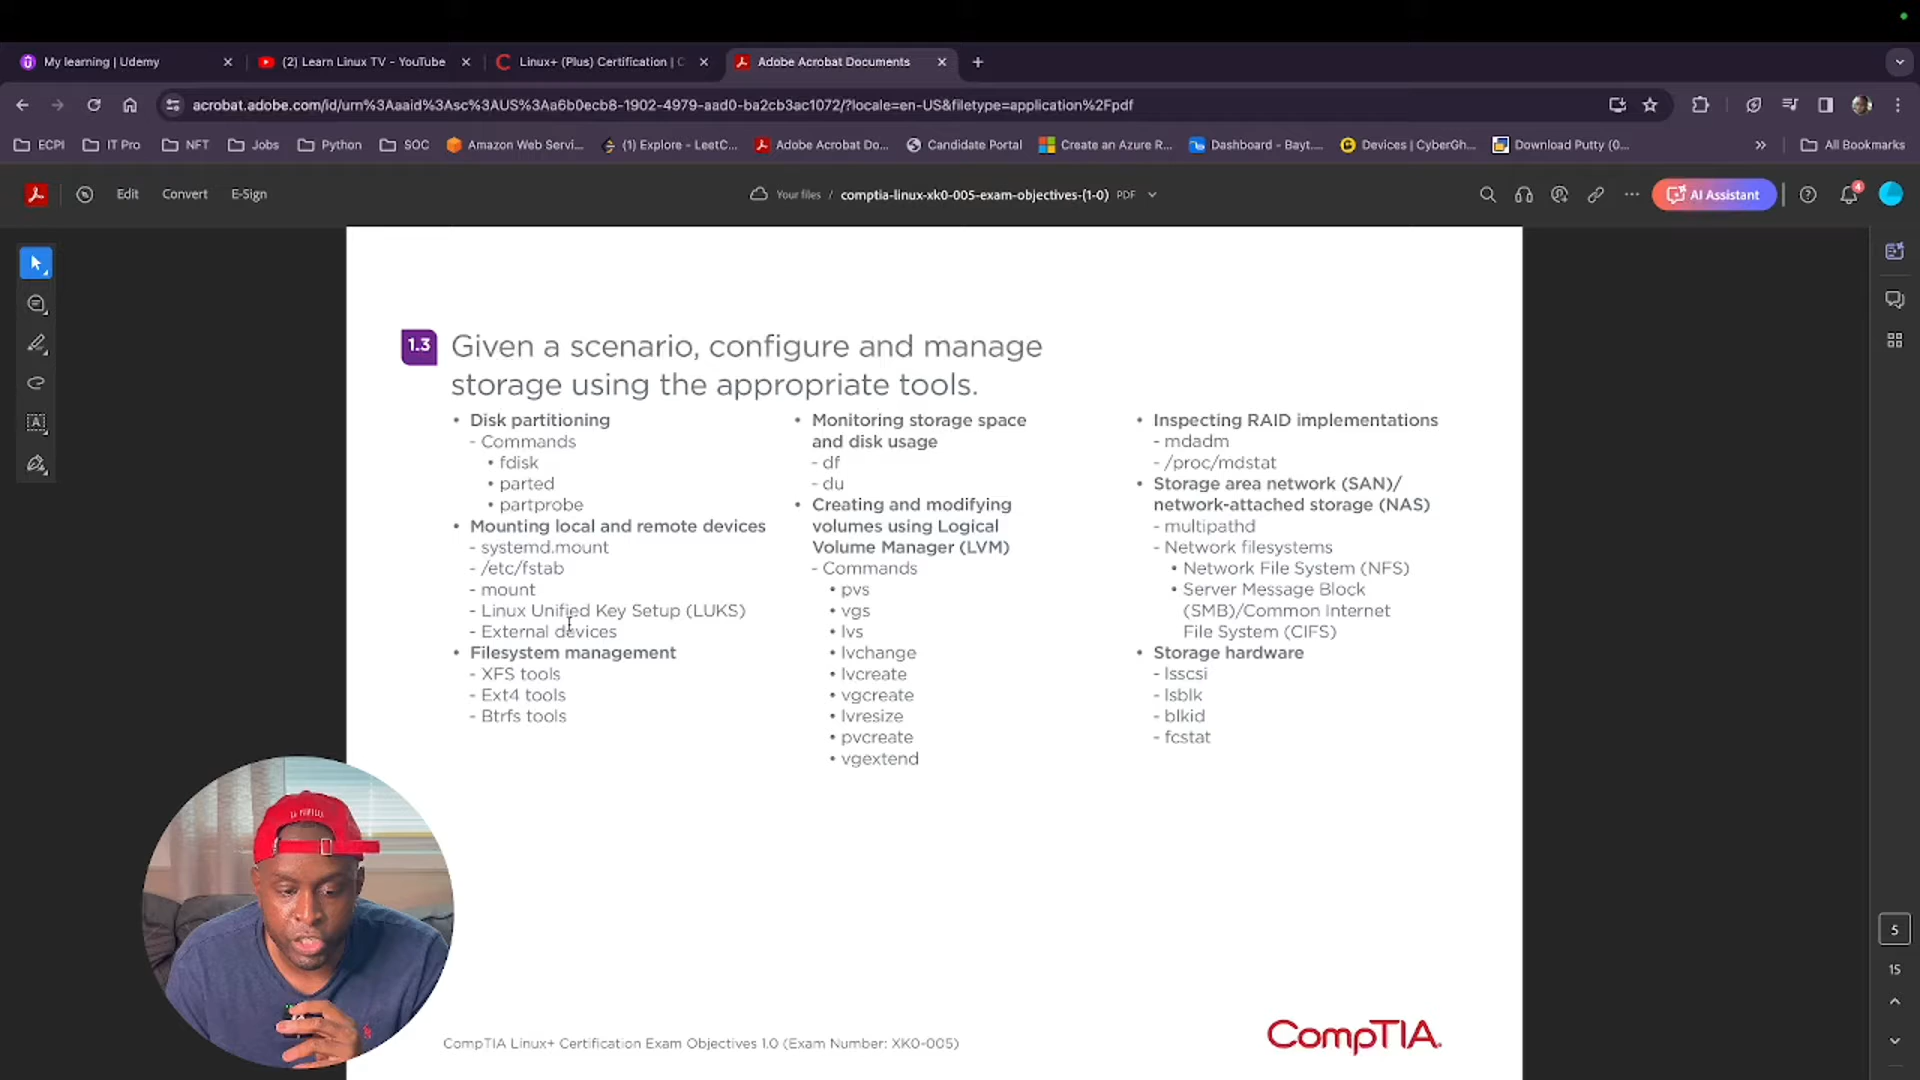 My learning | Udemy
(2) Learn Linux TV - YouTube
Linux+ (Plus) Certification | C
Adobe Acrobat Documents
acrobat.adobe.com/id/urn%3Aaaid%3Asc%3AUS%3Aa6b0ecb8-1902-4979-aad0-ba2cb3ac1072/?locale=en-US&filetype=application%2Fpdf
ECPI
IT Pro
NFT
Jobs
Python
SOC
Amazon Web Servi...
(1) Explore - LeetC...
Adobe Acrobat Do...
Candidate Portal
Create an Azure R...
Dashboard - Bayt....
Devices | CyberGh...
Download Putty (0...
»
All Bookmarks
Edit
Convert
E-Sign
Your files / comptia-linux-xk0-005-exam-objectives-(1-0) PDF
AI Assistant
4
1.3 Given a scenario, configure and manage
storage using the appropriate tools.
• Disk partitioning
- Commands
• fdisk
• parted
• partprobe
• Mounting local and remote devices
- systemd.mount
- /etc/fstab
- mount
- Linux Unified Key Setup (LUKS)
- External devices
• Filesystem management
- XFS tools
- Ext4 tools
- Btrfs tools
• Monitoring storage space
and disk usage
- df
- du
• Creating and modifying
volumes using Logical
Volume Manager (LVM)
- Commands
• pvs
• vgs
• lvs
• lvchange
• lvcreate
• vgcreate
• lvresize
• pvcreate
• vgextend
• Inspecting RAID implementations
- mdadm
- /proc/mdstat
• Storage area network (SAN)/
network-attached storage (NAS)
- multipathd
- Network filesystems
• Network File System (NFS)
• Server Message Block
(SMB)/Common Internet
File System (CIFS)
• Storage hardware
- lsscsi
- lsblk
- blkid
- fcstat
5
15
CompTIA Linux+ Certification Exam Objectives 1.0 (Exam Number: XK0-005)
CompTIA.